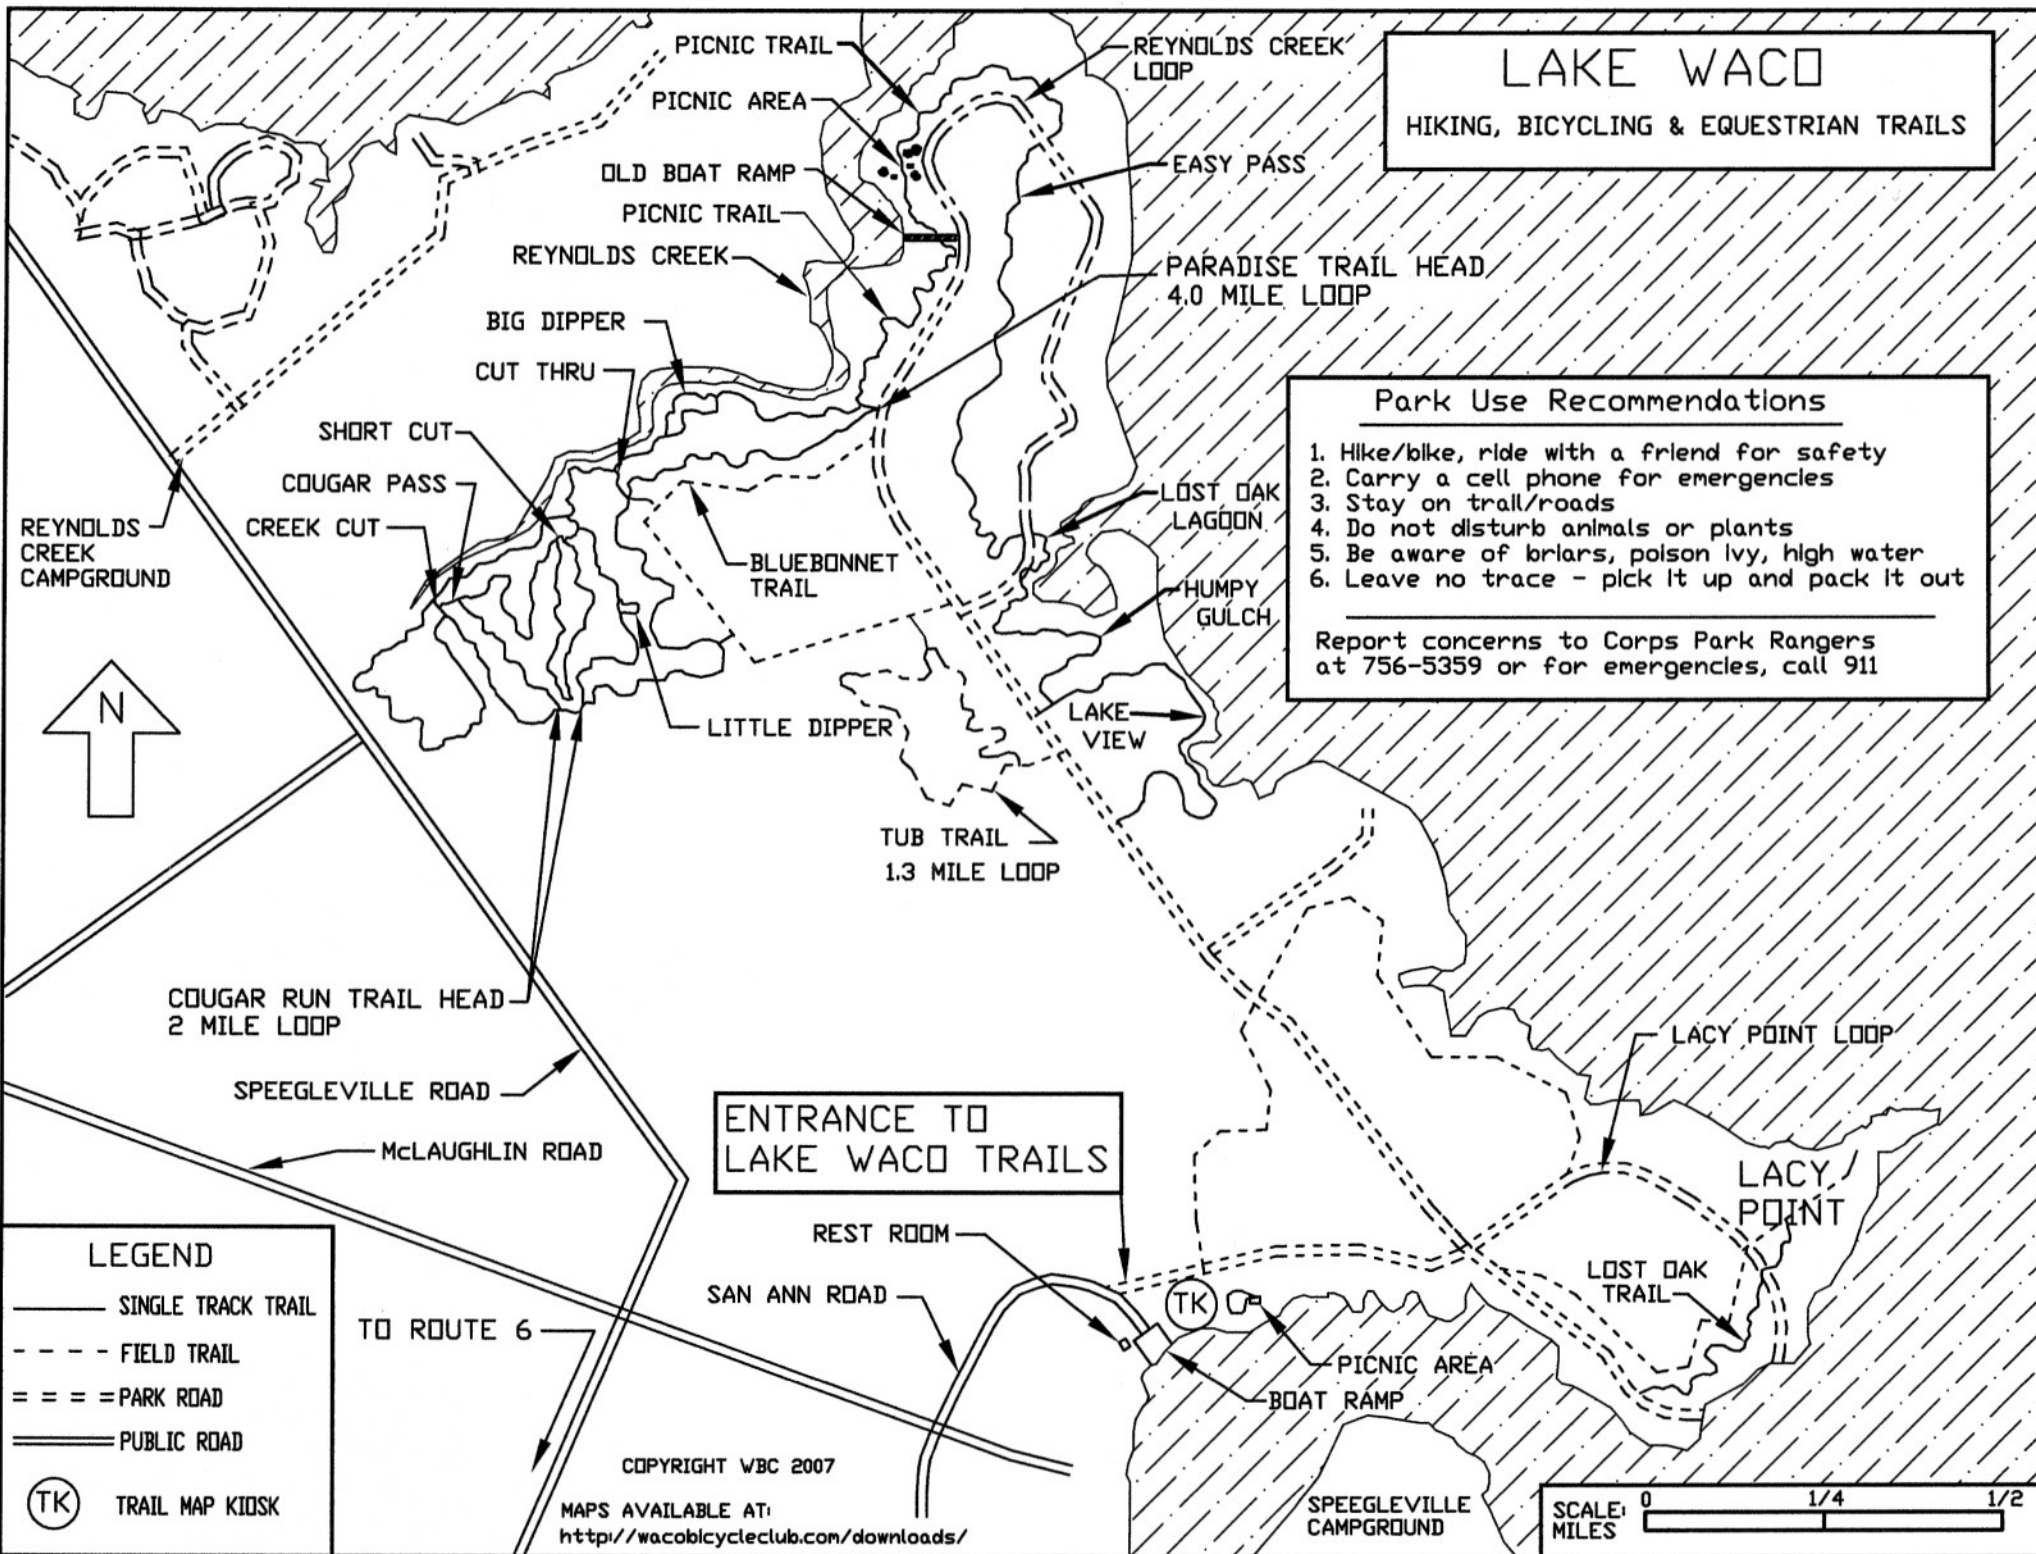 LAKE WACO
HIKING, BICYCLING & EQUESTRIAN TRAILS
PICNIC TRAIL
REYNOLDS CREEK
LOOP
PICNIC AREA
OLD BOAT RAMP
EASY PASS
PICNIC TRAIL
REYNOLDS CREEK
PARADISE TRAIL HEAD
4.0 MILE LOOP
BIG DIPPER
CUT THRU
SHORT CUT
COUGAR PASS
CREEK CUT
REYNOLDS
CREEK
CAMPGROUND
BLUEBONNET
TRAIL
LOST OAK
LAGOON
HUMPY
GULCH
Park Use Recommendations
1. Hike/bike, ride with a friend for safety
2. Carry a cell phone for emergencies
3. Stay on trail/roads
4. Do not disturb animals or plants
5. Be aware of briars, poison ivy, high water
6. Leave no trace - pick it up and pack it out
Report concerns to Corps Park Rangers
at 756-5359 or for emergencies, call 911
N
LITTLE DIPPER
LAKE
VIEW
TUB TRAIL
1.3 MILE LOOP
COUGAR RUN TRAIL HEAD
2 MILE LOOP
SPEEGLEVILLE ROAD
McLAUGHLIN ROAD
ENTRANCE TO
LAKE WACO TRAILS
LACY POINT LOOP
LACY
POINT
REST ROOM
SAN ANN ROAD
TO ROUTE 6
TK
LOST OAK
TRAIL
PICNIC AREA
BOAT RAMP
LEGEND
SINGLE TRACK TRAIL
FIELD TRAIL
PARK ROAD
PUBLIC ROAD
TK TRAIL MAP KIOSK
COPYRIGHT WBC 2007
MAPS AVAILABLE AT:
http://wacobicycleclub.com/downloads/
SPEEGLEVILLE
CAMPGROUND
SCALE:
MILES
0 1/4 1/2